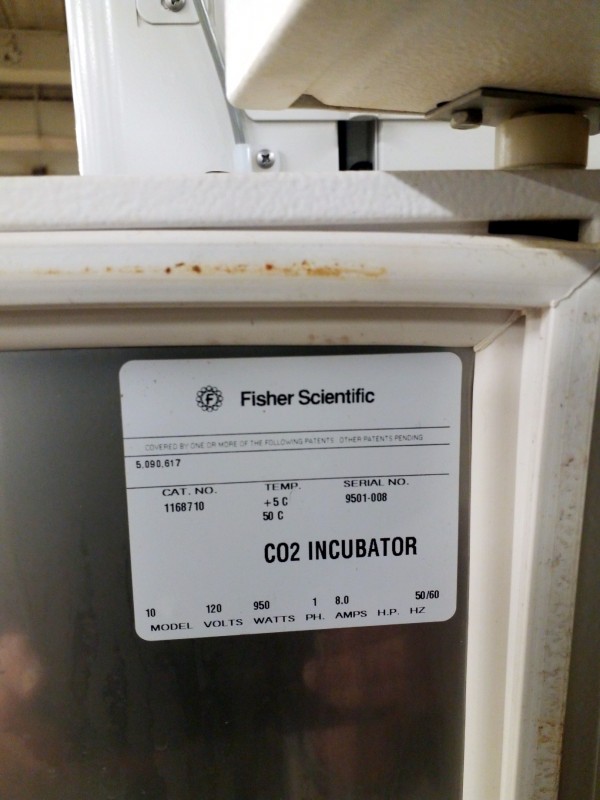 F Fisher Scientific
COVERED BY ONE OR MORE OF THE FOLLOWING PATENTS. OTHER PATENTS PENDING
5,090,617
CAT. NO. TEMP. SERIAL NO.
1168710 +5 C 9501-008
50 C
CO2 INCUBATOR
10 120 950 1 8.0 50/60
MODEL VOLTS WATTS PH. AMPS H.P. HZ